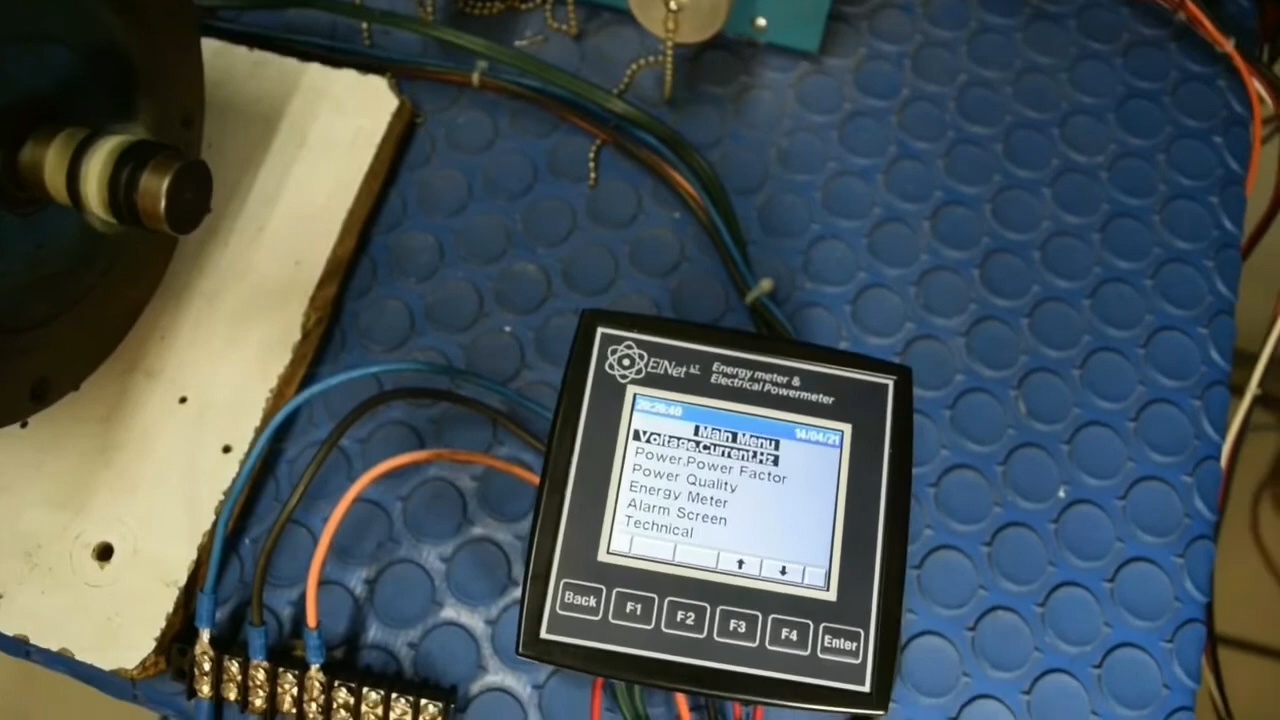 ElNet LT
Energy meter &
Electrical Powermeter
20:26:40
14/04/21
Main Menu
Voltage,Current,Hz
Power,Power Factor
Power Quality
Energy Meter
Alarm Screen
Technical
Back F1 F2 F3 F4 Enter